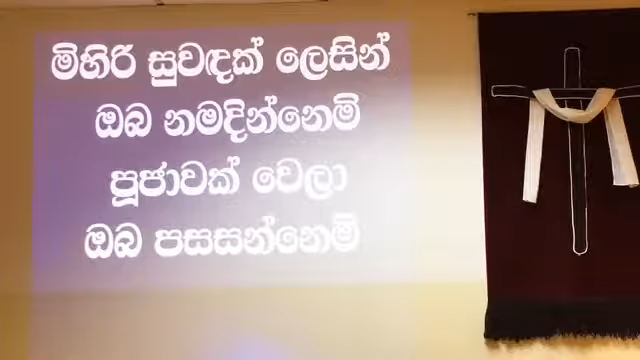 මිහිරි සුවඳක් ලෙසින්
ඔබ නමදින්නෙමි
පූජාවක් වෙලා
ඔබ පසසන්නෙමි